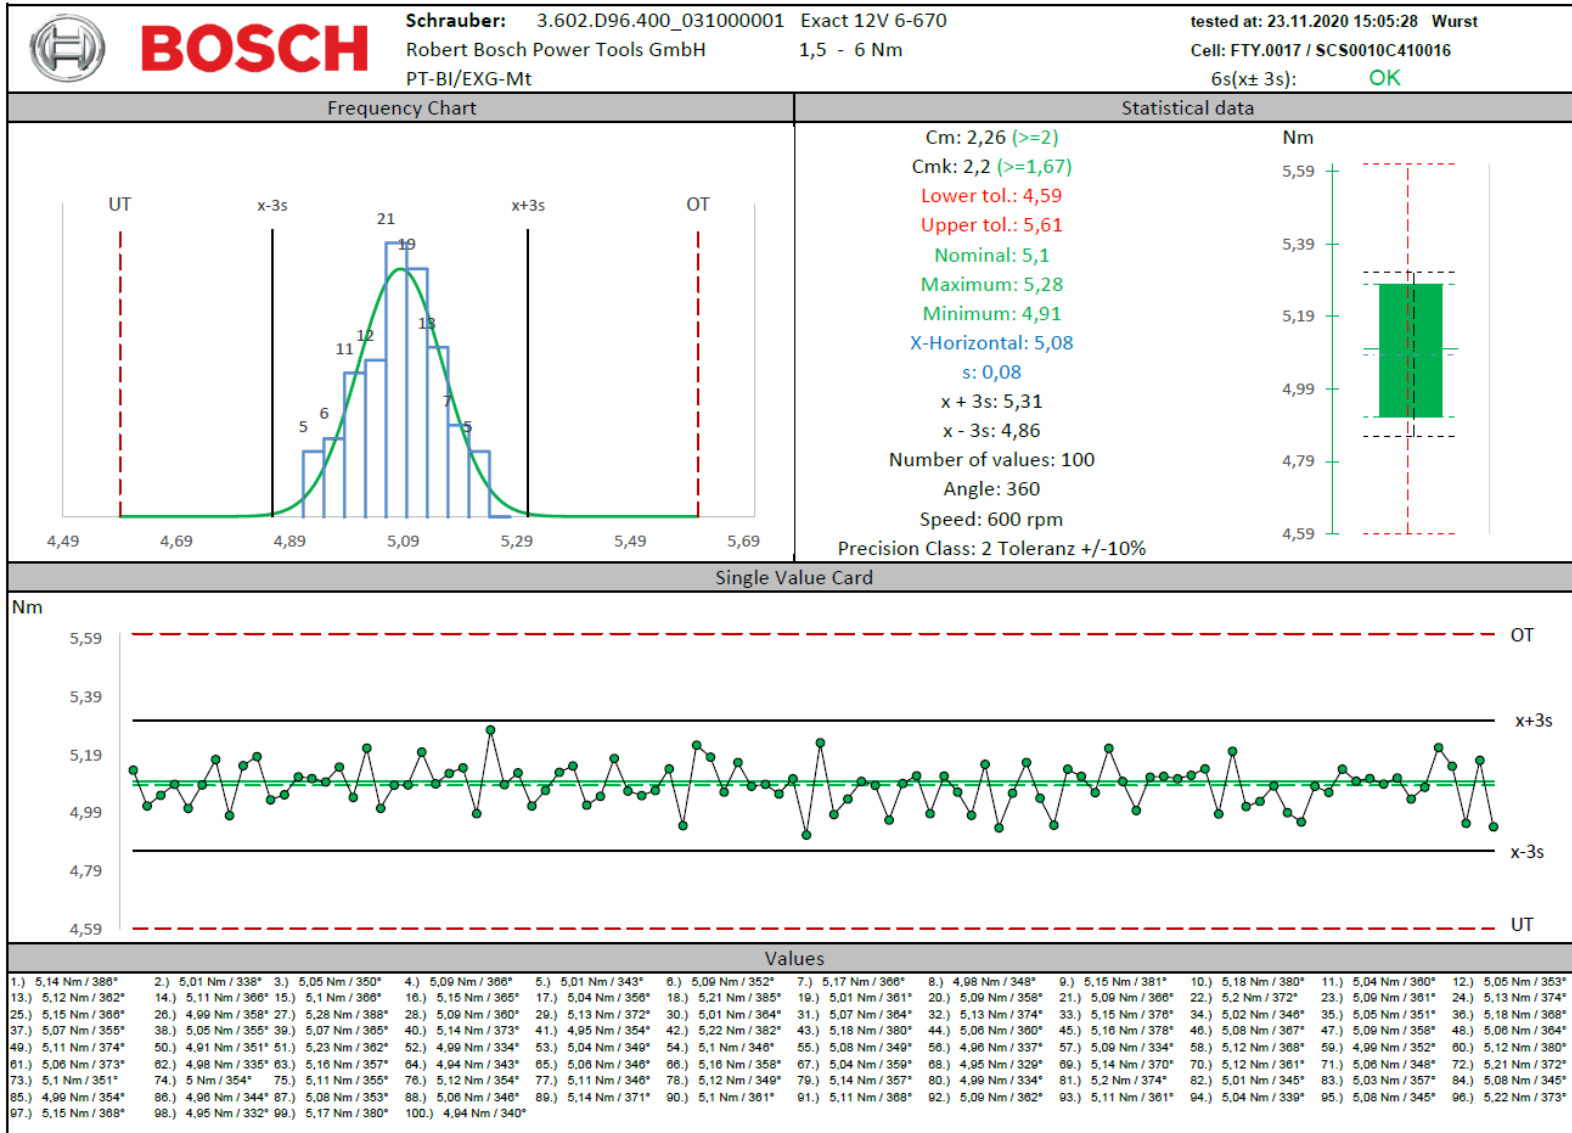 BOSCH
Schrauber: 3.602.D96.400_031000001 Exact 12V 6-670
Robert Bosch Power Tools GmbH 1,5 - 6 Nm
PT-BI/EXG-Mt
tested at: 23.11.2020 15:05:28 Wurst
Cell: FTY.0017 / SCS0010C410016
6s(x± 3s): OK
Frequency Chart
UT x-3s x+3s OT
21
19
13
12
11
7
6
5 5
4,49 4,69 4,89 5,09 5,29 5,49 5,69
Statistical data
Cm: 2,26 (>=2)
Cmk: 2,2 (>=1,67)
Lower tol.: 4,59
Upper tol.: 5,61
Nominal: 5,1
Maximum: 5,28
Minimum: 4,91
X-Horizontal: 5,08
s: 0,08
x + 3s: 5,31
x - 3s: 4,86
Number of values: 100
Angle: 360
Speed: 600 rpm
Precision Class: 2 Toleranz +/-10%
Nm
5,59
5,39
5,19
4,99
4,79
4,59
Single Value Card
Nm
5,59 OT
5,39
x+3s
5,19
4,99
x-3s
4,79
4,59 UT
Values
1.) 5,14 Nm / 386° 2.) 5,01 Nm / 338° 3.) 5,05 Nm / 350° 4.) 5,09 Nm / 366° 5.) 5,01 Nm / 343° 6.) 5,09 Nm / 352° 7.) 5,17 Nm / 366° 8.) 4,98 Nm / 348° 9.) 5,15 Nm / 381° 10.) 5,18 Nm / 380° 11.) 5,04 Nm / 360° 12.) 5,05 Nm / 353°
13.) 5,12 Nm / 362° 14.) 5,11 Nm / 366° 15.) 5,1 Nm / 366° 16.) 5,15 Nm / 365° 17.) 5,04 Nm / 356° 18.) 5,21 Nm / 385° 19.) 5,01 Nm / 361° 20.) 5,09 Nm / 358° 21.) 5,09 Nm / 366° 22.) 5,2 Nm / 372° 23.) 5,09 Nm / 361° 24.) 5,13 Nm / 374°
25.) 5,15 Nm / 366° 26.) 4,99 Nm / 358° 27.) 5,28 Nm / 388° 28.) 5,09 Nm / 360° 29.) 5,13 Nm / 372° 30.) 5,01 Nm / 364° 31.) 5,07 Nm / 364° 32.) 5,13 Nm / 374° 33.) 5,15 Nm / 376° 34.) 5,02 Nm / 346° 35.) 5,05 Nm / 351° 36.) 5,18 Nm / 368°
37.) 5,07 Nm / 355° 38.) 5,05 Nm / 355° 39.) 5,07 Nm / 365° 40.) 5,14 Nm / 373° 41.) 4,95 Nm / 354° 42.) 5,22 Nm / 382° 43.) 5,18 Nm / 380° 44.) 5,06 Nm / 360° 45.) 5,16 Nm / 378° 46.) 5,08 Nm / 367° 47.) 5,09 Nm / 358° 48.) 5,06 Nm / 364°
49.) 5,11 Nm / 374° 50.) 4,91 Nm / 351° 51.) 5,23 Nm / 362° 52.) 4,99 Nm / 334° 53.) 5,04 Nm / 349° 54.) 5,1 Nm / 346° 55.) 5,08 Nm / 349° 56.) 4,96 Nm / 337° 57.) 5,09 Nm / 334° 58.) 5,12 Nm / 368° 59.) 4,99 Nm / 352° 60.) 5,12 Nm / 380°
61.) 5,06 Nm / 373° 62.) 4,98 Nm / 335° 63.) 5,16 Nm / 357° 64.) 4,94 Nm / 343° 65.) 5,06 Nm / 346° 66.) 5,16 Nm / 358° 67.) 5,04 Nm / 359° 68.) 4,95 Nm / 329° 69.) 5,14 Nm / 370° 70.) 5,12 Nm / 361° 71.) 5,06 Nm / 348° 72.) 5,21 Nm / 372°
73.) 5,1 Nm / 351° 74.) 5 Nm / 354° 75.) 5,11 Nm / 355° 76.) 5,12 Nm / 354° 77.) 5,11 Nm / 346° 78.) 5,12 Nm / 349° 79.) 5,14 Nm / 357° 80.) 4,99 Nm / 334° 81.) 5,2 Nm / 374° 82.) 5,01 Nm / 345° 83.) 5,03 Nm / 357° 84.) 5,08 Nm / 345°
85.) 4,99 Nm / 354° 86.) 4,96 Nm / 344° 87.) 5,08 Nm / 353° 88.) 5,06 Nm / 346° 89.) 5,14 Nm / 371° 90.) 5,1 Nm / 361° 91.) 5,11 Nm / 368° 92.) 5,09 Nm / 362° 93.) 5,11 Nm / 361° 94.) 5,04 Nm / 339° 95.) 5,08 Nm / 345° 96.) 5,22 Nm / 373°
97.) 5,15 Nm / 368° 98.) 4,95 Nm / 332° 99.) 5,17 Nm / 380° 100.) 4,94 Nm / 340°